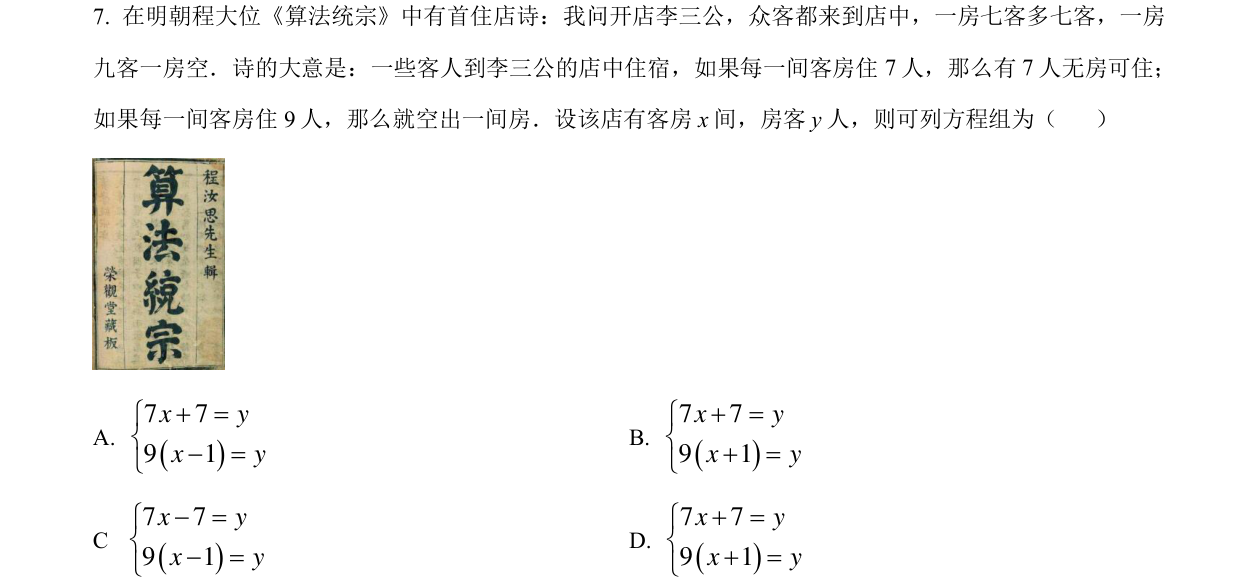 7. 在明朝程大位《算法统宗》中有首住店诗：我问开店李三公，众客都来到店中，一房七客多七客，一房
九客一房空．诗的大意是：一些客人到李三公的店中住宿，如果每一间客房住 7 人，那么有 7 人无房可住；
如果每一间客房住 9 人，那么就空出一间房．设该店有客房 x 间，房客 y 人，则可列方程组为（ ）
程汝思先生輯
算法統宗
榮觀堂藏板
A. {7x+7=y
9(x−1)=y
B. {7x+7=y
9(x+1)=y
C {7x−7=y
9(x−1)=y
D. {7x+7=y
9(x+1)=y